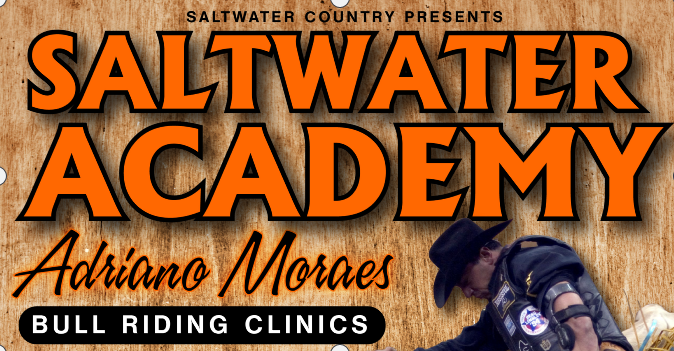 SALTWATER COUNTRY PRESENTS
SALTWATER
ACADEMY
Adriano Moraes
BULL RIDING CLINICS